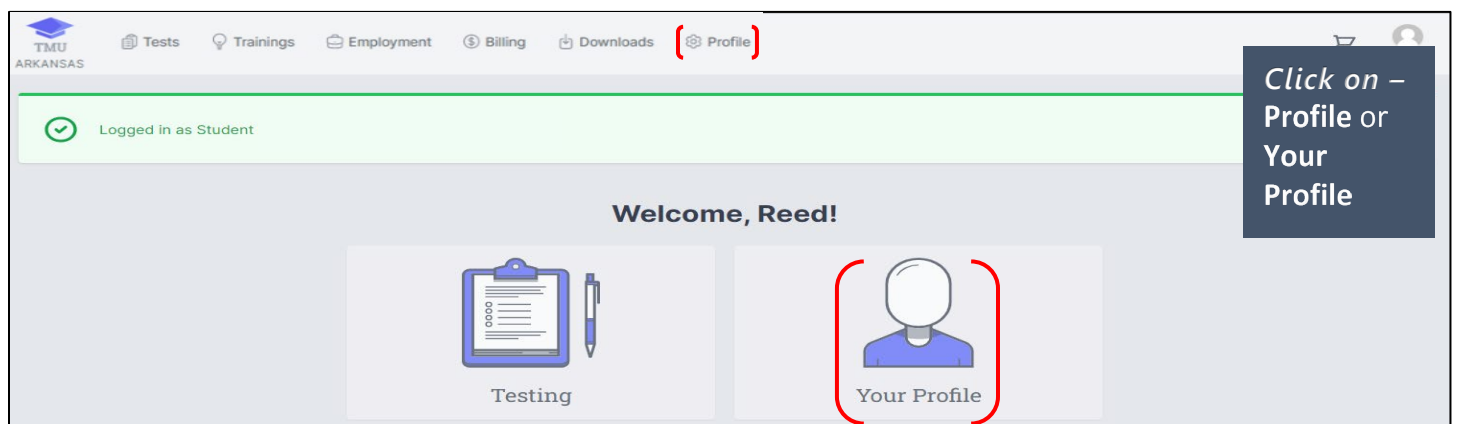 TMU
ARKANSAS
Tests Trainings Employment Billing Downloads Profile
Click on –
Profile or
Your
Profile
Logged in as Student
Welcome, Reed!
Testing
Your Profile